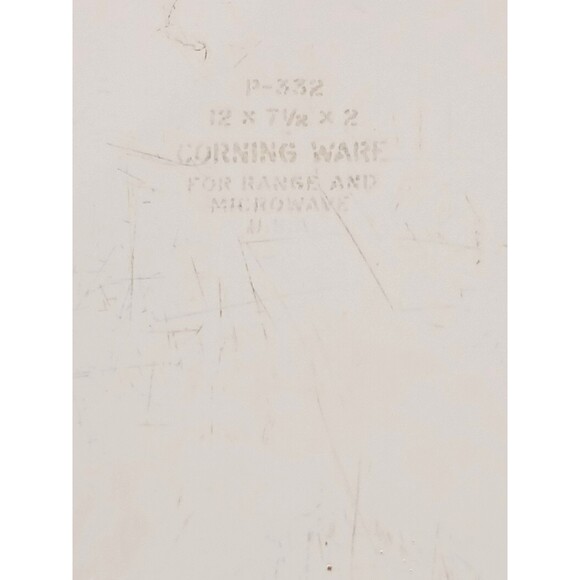 P-332
12 x 7½ x 2
CORNING WARE
FOR RANGE AND
MICROWAVE
U.S.A.